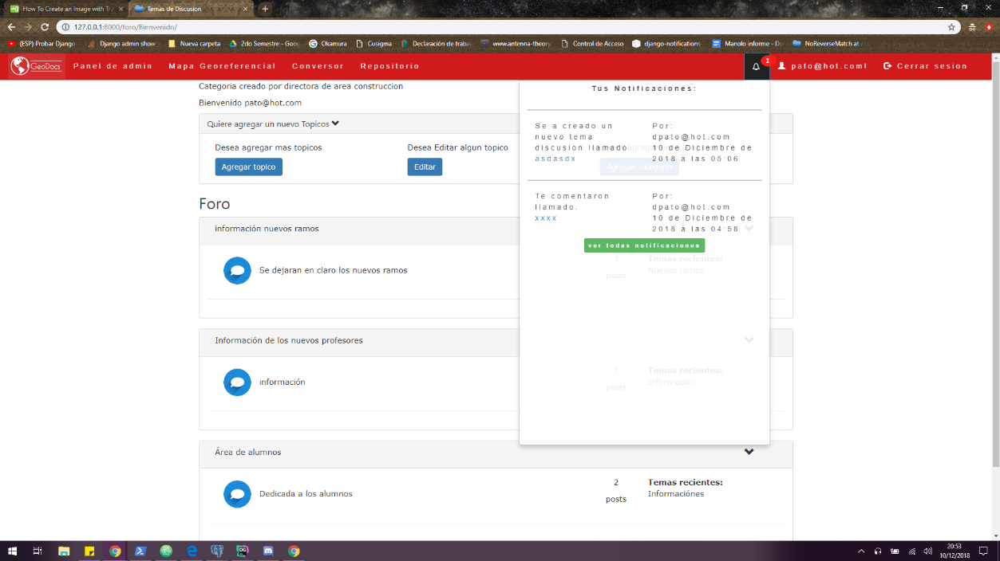 How To Create an Image with Tra
Temas de Discusión
127.0.0.1:8000/foro/Bienvenido/
(ESP) Probar Django
Django admin show
Nueva carpeta
2do Semestre - Goog
Okamura
Cusigma
Declaración de traba
www.antenna-theory
Control de Acceso
django-notifications
Manolo informe - Do
NoReverseMatch at /
GeoDocs
Panel de admin
Mapa Georeferencial
Conversor
Repositorio
2
pato@hot.com!
Cerrar sesion
Categoria creado por directora de area construccion
Bienvenido pato@hot.com
Quiere agregar un nuevo Topicos
Desea agregar mas topicos
Desea Editar algun topico
Agregar topico
Editar
Agregar categoria
Tus Notificaciones:
Se a creado un
nuevo tema
discusion llamado
asdasdx
Por:
dpato@hot.com
10 de Diciembre de
2018 a las 05:06
Te comentaron
llamado.
xxxx
Por:
dpato@hot.com
10 de Diciembre de
2018 a las 04:58
ver todas notificaciones
Foro
información nuevos ramos
Se dejaran en claro los nuevos ramos
3
posts
Temas recientes:
Nuevos ramos
Información de los nuevos profesores
información
1
posts
Temas recientes:
Información
Área de alumnos
Dedicada a los alumnos
2
posts
Temas recientes:
Informaciónes
20:53
10/12/2018